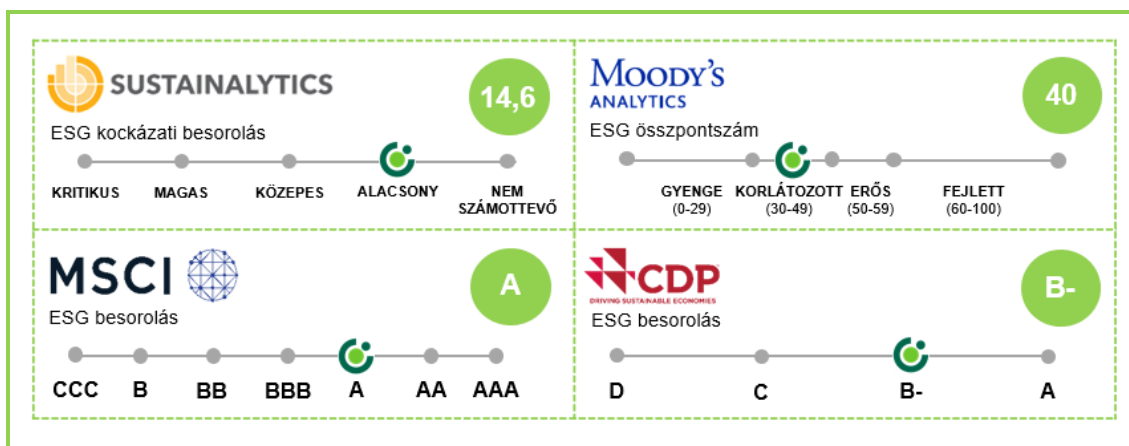 SUSTAINALYTICS
14,6
ESG kockázati besorolás
KRITIKUS MAGAS KÖZEPES ALACSONY NEM SZÁMOTTEVŐ
MOODY'S
ANALYTICS
40
ESG összpontszám
GYENGE KORLÁTOZOTT ERŐS FEJLETT
(0-29) (30-49) (50-59) (60-100)
MSCI
A
ESG besorolás
CCC B BB BBB A AA AAA
CDP
DRIVING SUSTAINABLE ECONOMIES
B-
ESG besorolás
D C B- A